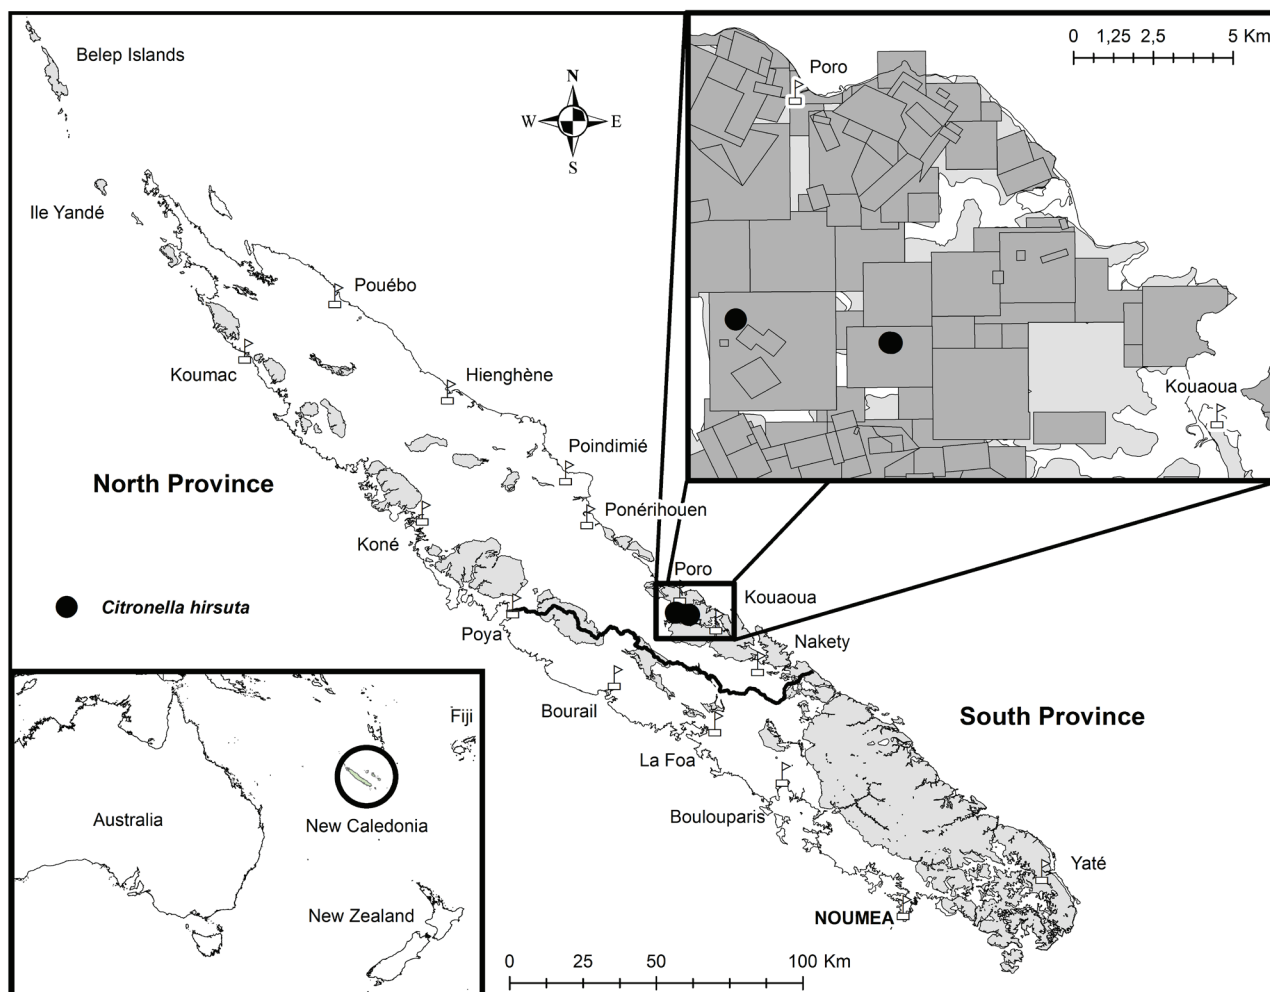 Belep Islands
Ile Yandé
N
W
E
S
0 1,25 2,5 5 Km
Poro
Kouaoua
Pouébo
Koumac
Hienghène
Poindimié
North Province
Ponérihouen
Koné
Poro
Citronella hirsuta
Kouaoua
Poya
Nakety
Bourail
South Province
La Foa
Fiji
Australia
New Caledonia
Boulouparis
Yaté
New Zealand
NOUMEA
0 25 50 100 Km